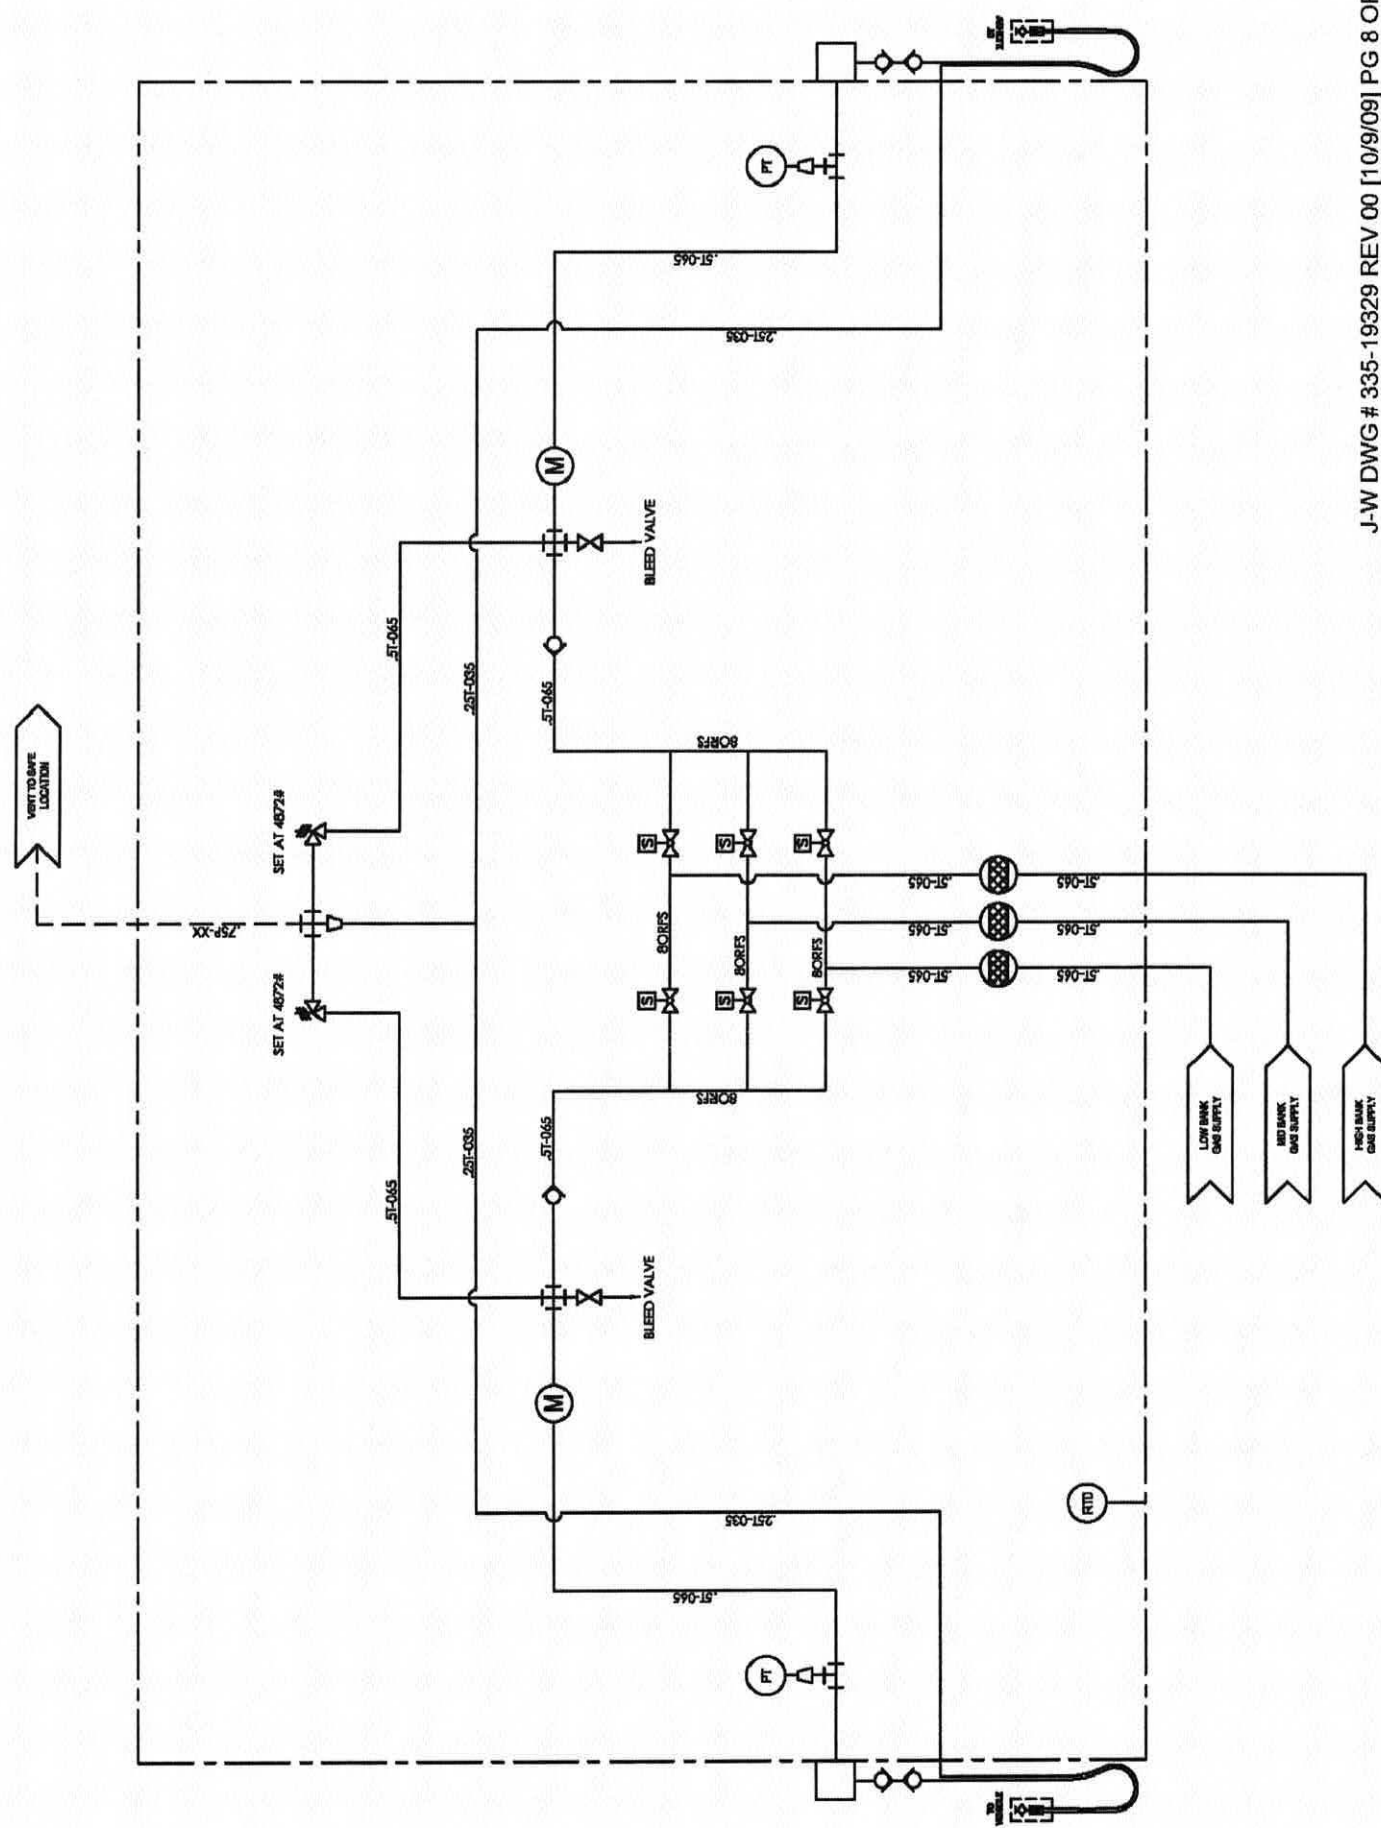 VENT TO SAFE
LOCATION
.75P-XX
SET AT 4872#
SET AT 4872#
.5T-065
.5T-065
.25T-035
.25T-035
.5T-065
.5T-065
M
M
BLEED VALVE
BLEED VALVE
S
S
8ORFS
.5T-065
8ORFS
8ORFS
.5T-065
S
S
8ORFS
.25T-035
.25T-035
PT
PT
S
S
8ORFS
.5T-065
.5T-065
.5T-065
TO
VEHICLE
TO
VEHICLE
.5T-065
.5T-065
.5T-065
RTD
LOW BANK
GAS SUPPLY
MID BANK
GAS SUPPLY
HIGH BANK
GAS SUPPLY
J-W DWG # 335-19329 REV 00 [10/9/09] PG 8 OF